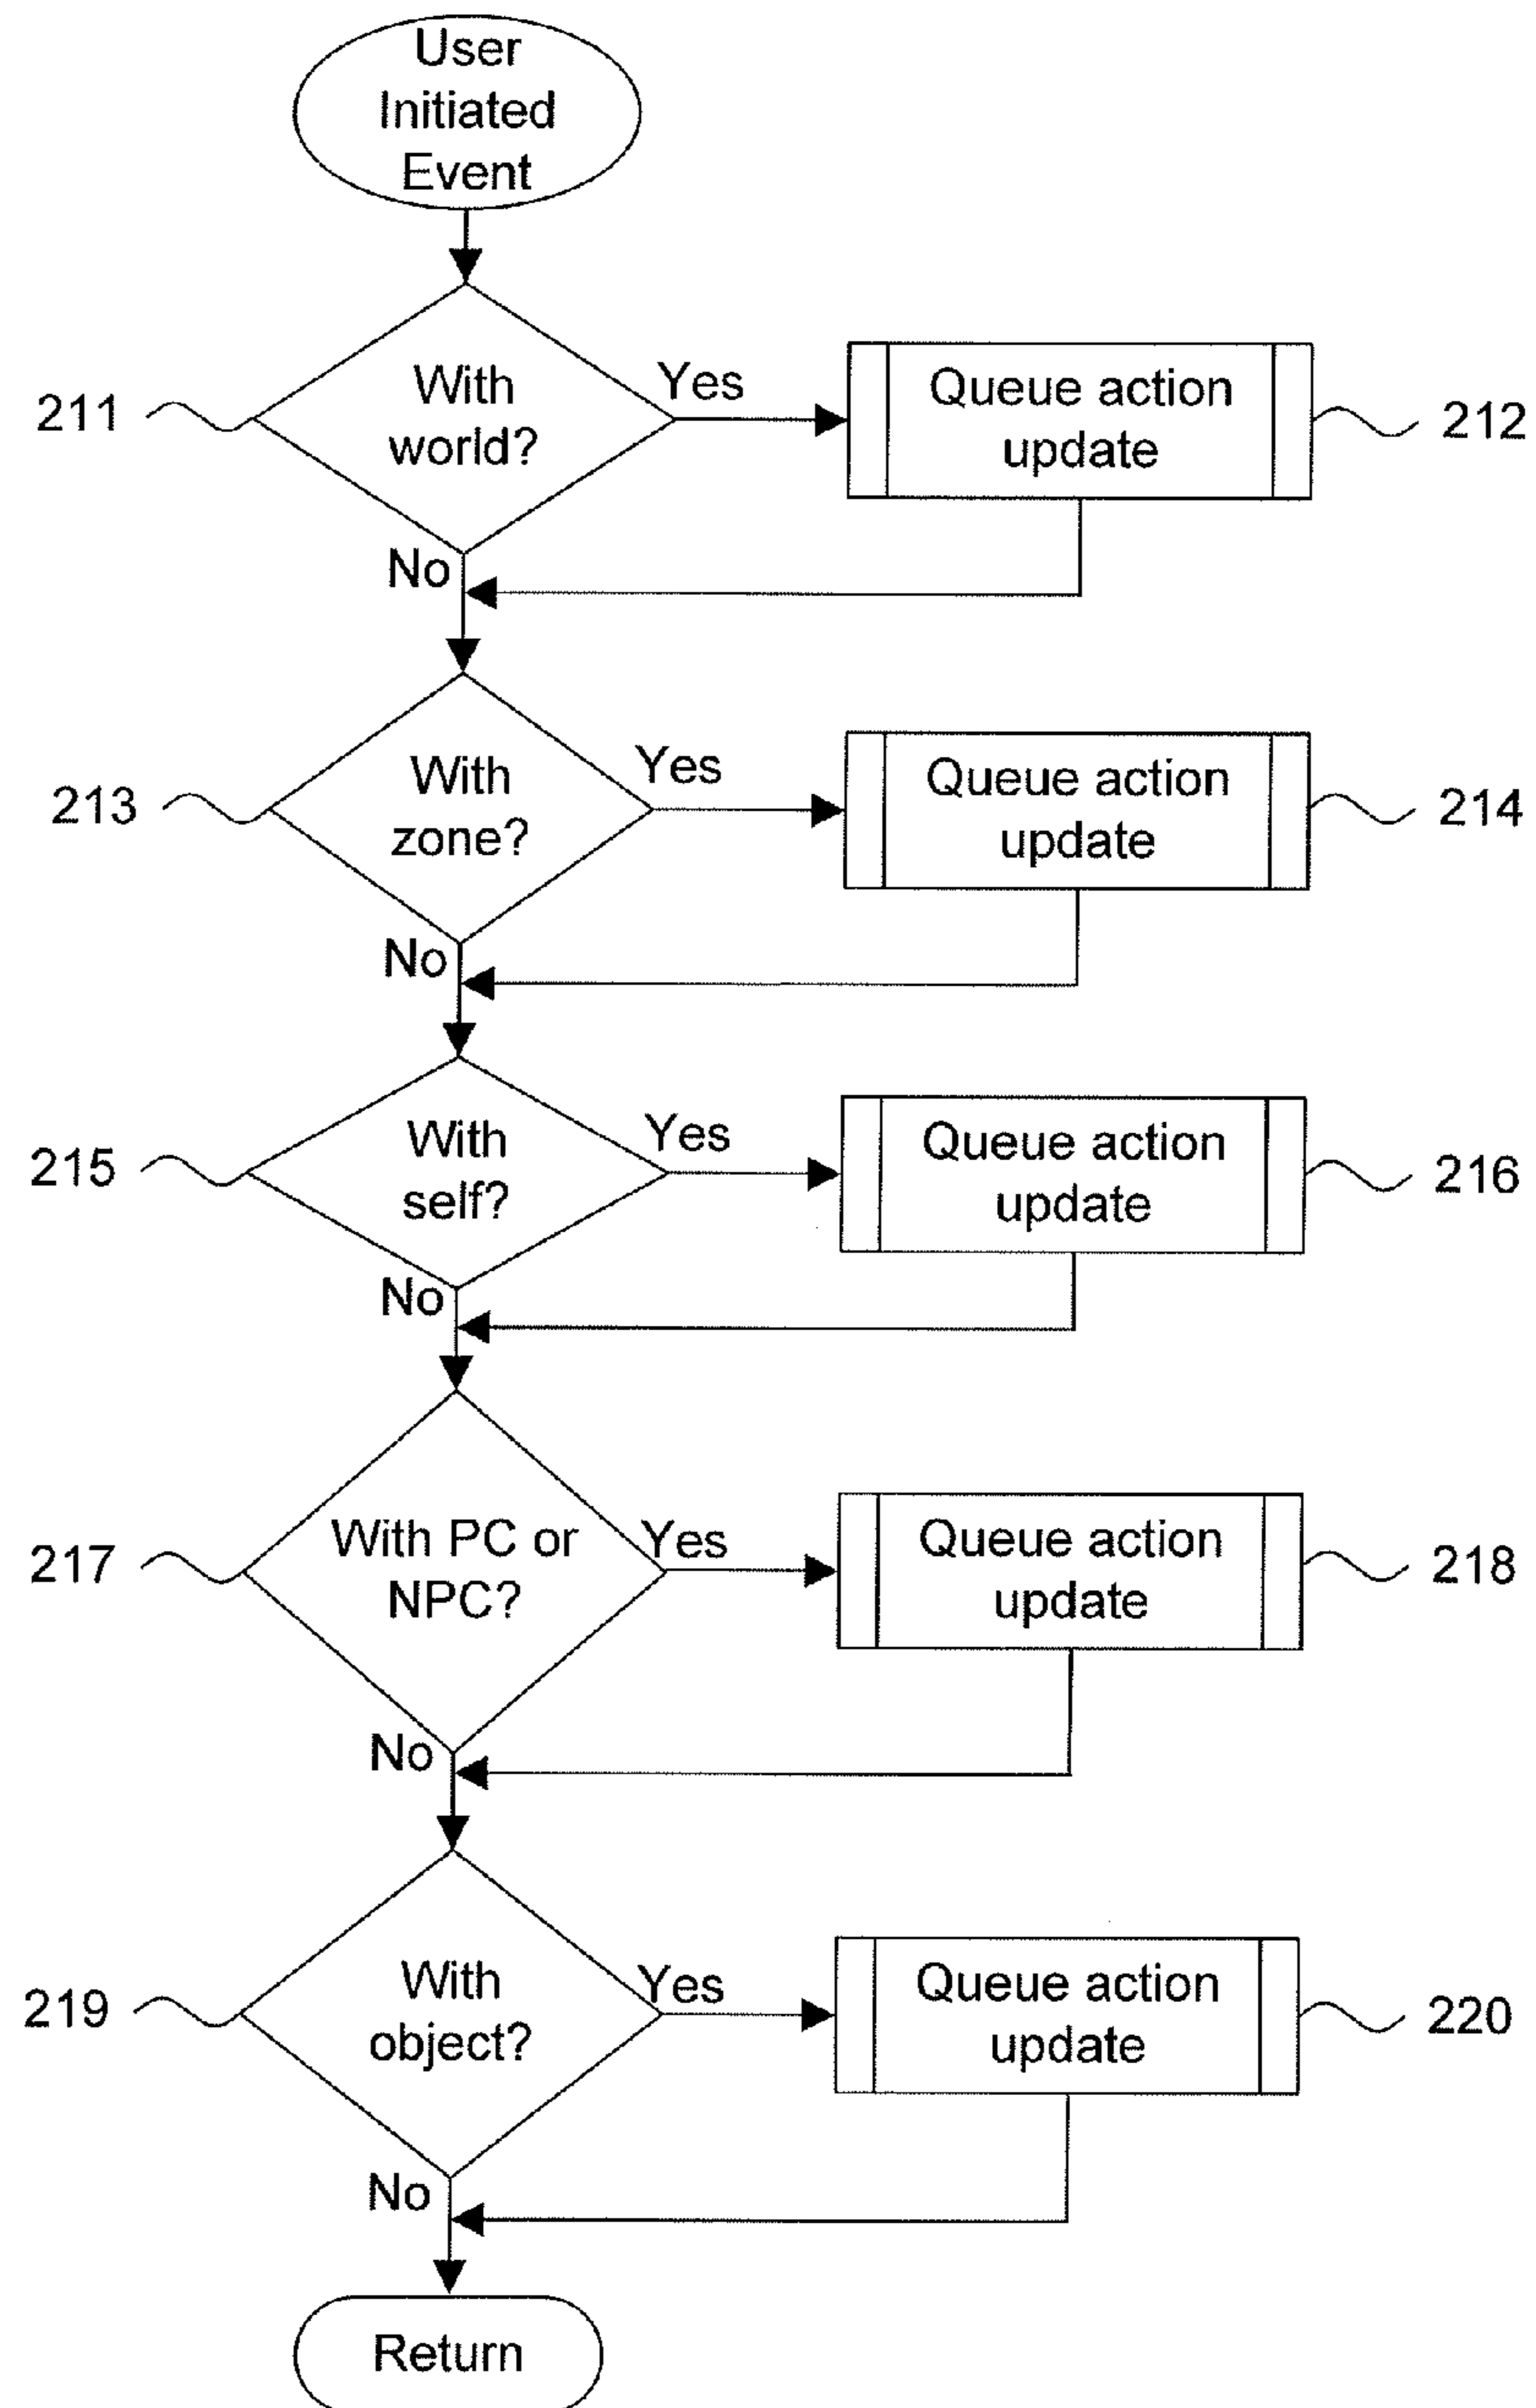 User
Initiated
Event
With
world?
Yes
Queue action
update
211
212
No
With
zone?
Yes
Queue action
update
213
214
No
With
self?
Yes
Queue action
update
215
216
No
With PC or
NPC?
Yes
Queue action
update
217
218
No
With
object?
Yes
Queue action
update
219
220
No
Return